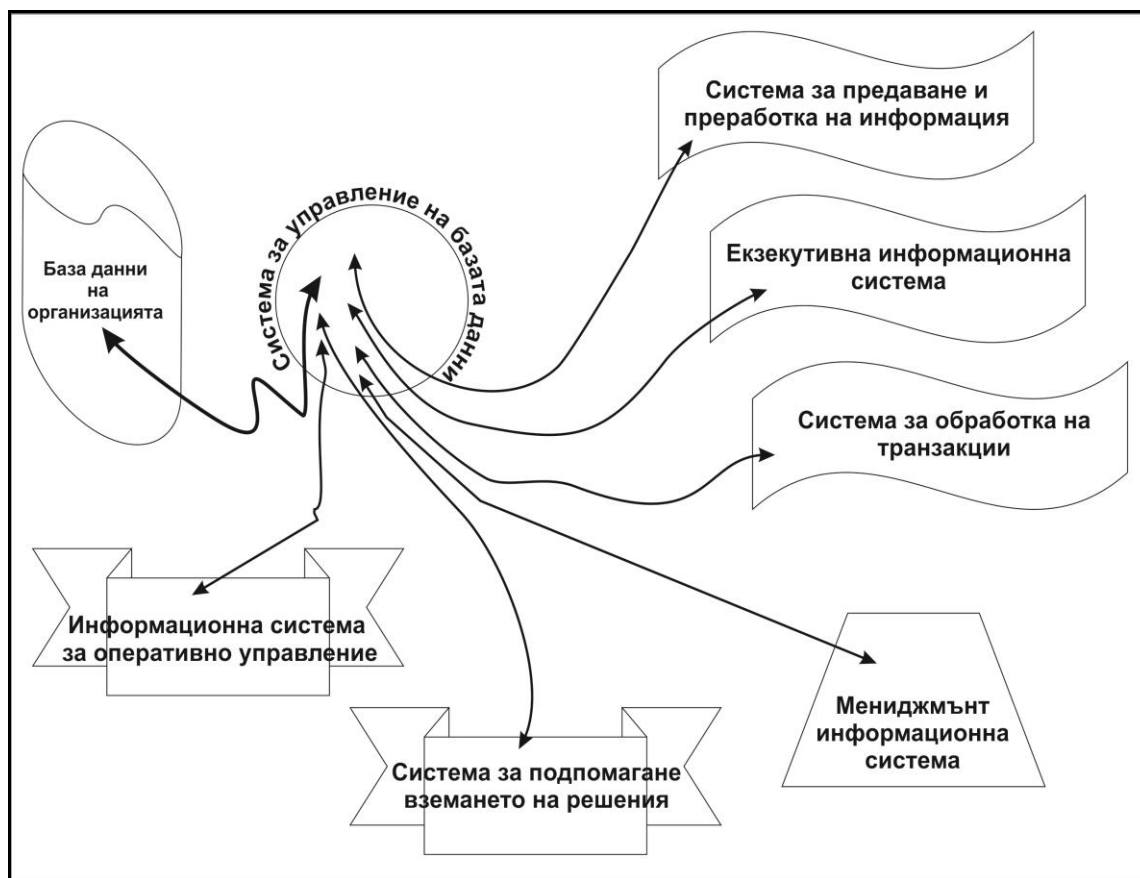 Система за предаване и
преработка на информация
Система за управление на базата данни
База данни
на
организацията
Екзекутивна информационна
система
Система за обработка на
транзакции
Информационна система
за оперативно управление
Мениджмънт
информационна
система
Система за подпомагане
вземането на решения